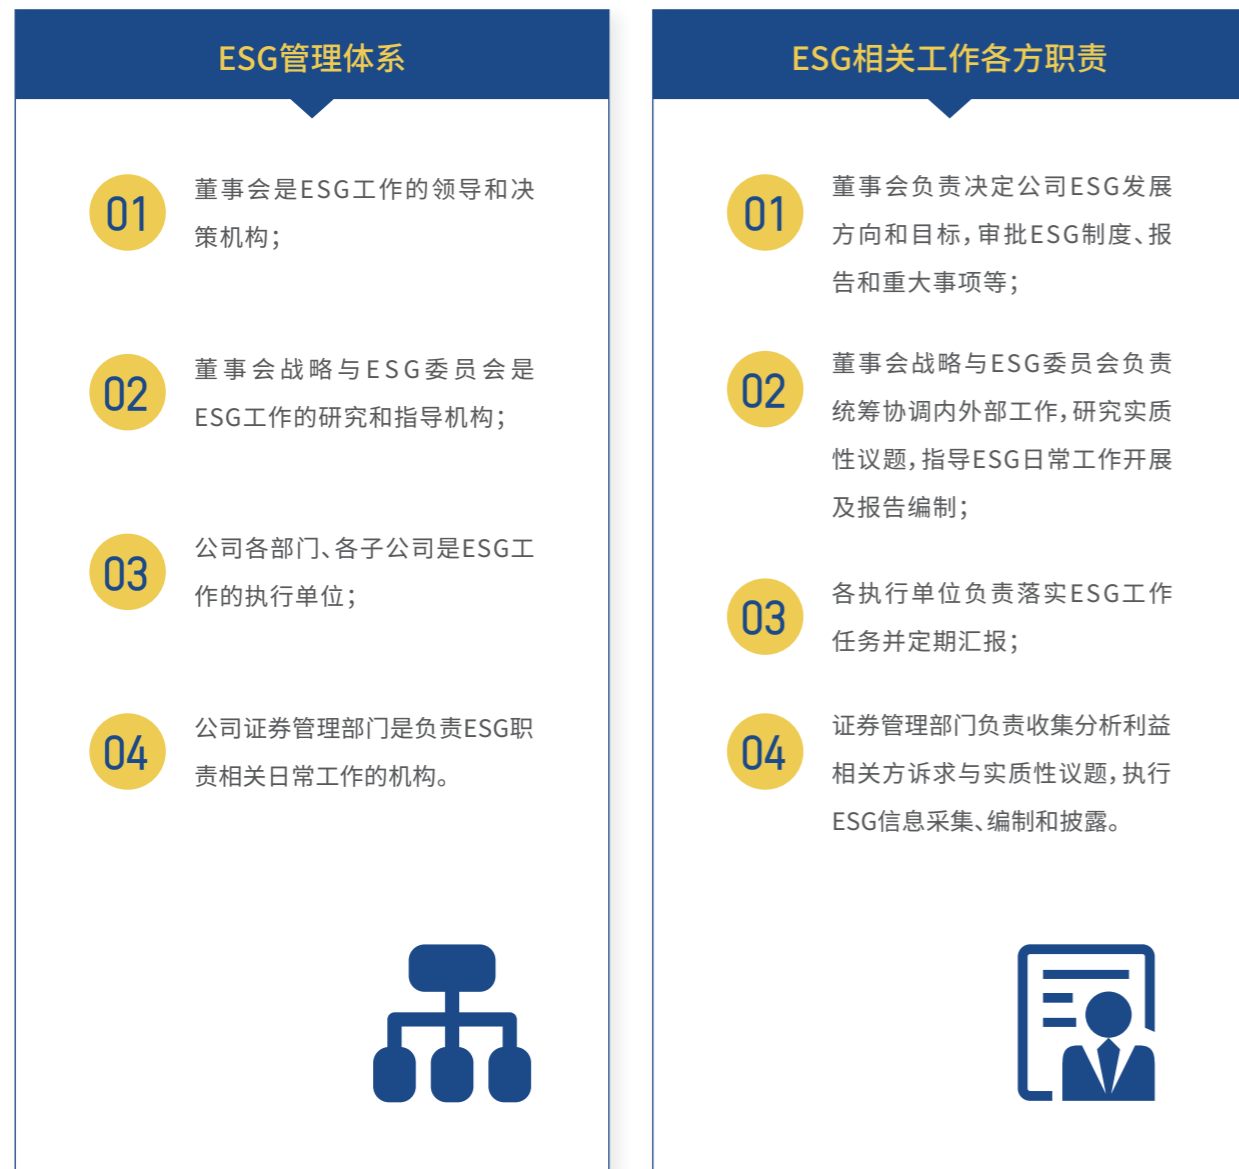 ESG管理体系
01
董事会是ESG工作的领导和决
策机构；
02
董事会战略与ESG委员会是
ESG工作的研究和指导机构；
03
公司各部门、各子公司是ESG工
作的执行单位；
04
公司证券管理部门是负责ESG职
责相关日常工作的机构。
ESG相关工作各方职责
01
董事会负责决定公司ESG发展
方向和目标，审批ESG制度、报
告和重大事项等；
02
董事会战略与ESG委员会负责
统筹协调内外部工作，研究实质
性议题，指导ESG日常工作开展
及报告编制；
03
各执行单位负责落实ESG工作
任务并定期汇报；
04
证券管理部门负责收集分析利益
相关方诉求与实质性议题，执行
ESG信息采集、编制和披露。